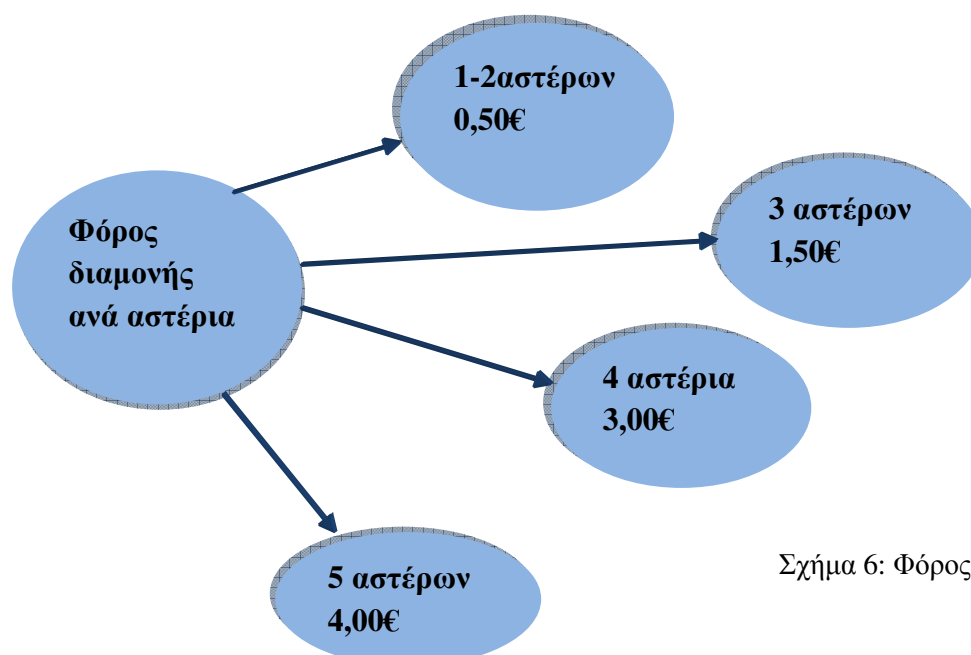 1-2αστέρων
0,50€
3 αστέρων
1,50€
Φόρος
διαμονής
ανά αστέρια
4 αστέρια
3,00€
5 αστέρων
4,00€
Σχήμα 6: Φόρος